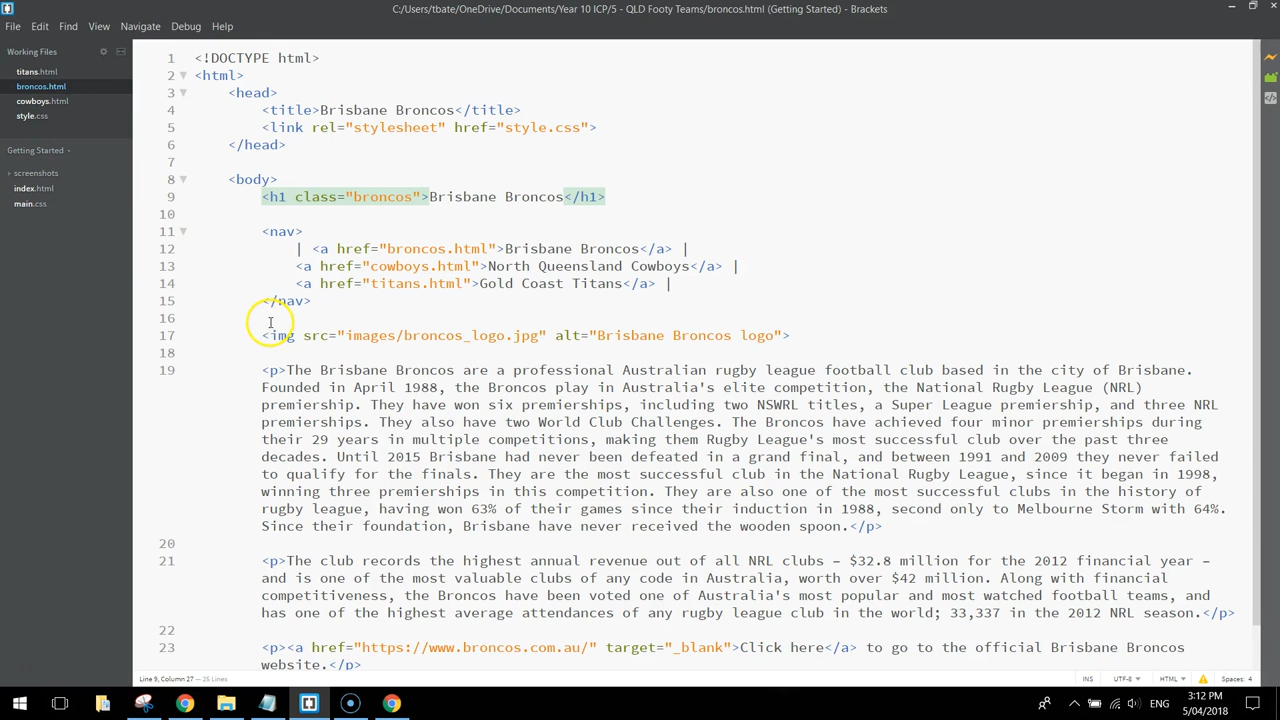 C:/Users/tbate/OneDrive/Documents/Year 10 ICP/5 - QLD Footy Teams/broncos.html (Getting Started) - Brackets
File Edit Find View Navigate Debug Help
Working Files
titans.html
broncos.html
cowboys.html
style.css
Getting Started
screenshots
index.html
main.css
1 <!DOCTYPE html>
2 <html>
3 <head>
4 <title>Brisbane Broncos</title>
5 <link rel="stylesheet" href="style.css">
6 </head>
7
8 <body>
9 <h1 class="broncos">Brisbane Broncos</h1>
10
11 <nav>
12 | <a href="broncos.html">Brisbane Broncos</a> |
13 <a href="cowboys.html">North Queensland Cowboys</a> |
14 <a href="titans.html">Gold Coast Titans</a> |
15 </nav>
16
17 <img src="images/broncos_logo.jpg" alt="Brisbane Broncos logo">
18
19 <p>The Brisbane Broncos are a professional Australian rugby league football club based in the city of Brisbane.
Founded in April 1988, the Broncos play in Australia's elite competition, the National Rugby League (NRL)
premiership. They have won six premierships, including two NSWRL titles, a Super League premiership, and three NRL
premierships. They also have two World Club Challenges. The Broncos have achieved four minor premierships during
their 29 years in multiple competitions, making them Rugby League's most successful club over the past three
decades. Until 2015 Brisbane had never been defeated in a grand final, and between 1991 and 2009 they never failed
to qualify for the finals. They are the most successful club in the National Rugby League, since it began in 1998,
winning three premierships in this competition. They are also one of the most successful clubs in the history of
rugby league, having won 63% of their games since their induction in 1988, second only to Melbourne Storm with 64%.
Since their foundation, Brisbane have never received the wooden spoon.</p>
20
21 <p>The club records the highest annual revenue out of all NRL clubs – $32.8 million for the 2012 financial year –
and is one of the most valuable clubs of any code in Australia, worth over $42 million. Along with financial
competitiveness, the Broncos have been voted one of Australia's most popular and most watched football teams, and
has one of the highest average attendances of any rugby league club in the world; 33,337 in the 2012 NRL season.</p>
22
23 <p><a href="https://www.broncos.com.au/" target="_blank">Click here</a> to go to the official Brisbane Broncos
website.</p>
Line 9, Column 27 — 25 Lines
INS UTF-8 HTML Spaces: 4
ENG
3:12 PM
5/04/2018